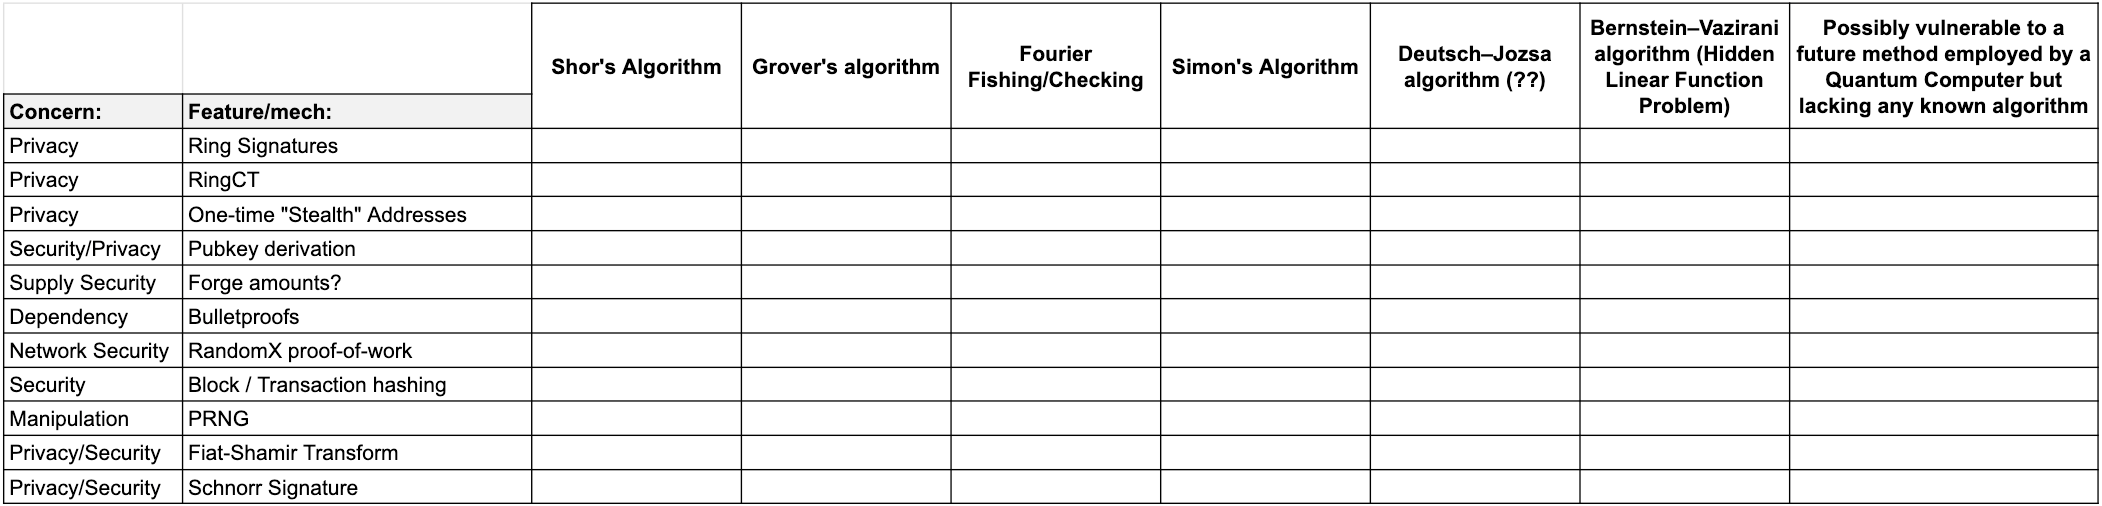 Shor's Algorithm
Grover's algorithm
Fourier
Fishing/Checking
Simon's Algorithm
Deutsch–Jozsa
algorithm (??)
Bernstein–Vazirani
algorithm (Hidden
Linear Function
Problem)
Possibly vulnerable to a
future method employed by a
Quantum Computer but
lacking any known algorithm
Concern: Feature/mech:
Privacy Ring Signatures
Privacy RingCT
Privacy One-time "Stealth" Addresses
Security/Privacy Pubkey derivation
Supply Security Forge amounts?
Dependency Bulletproofs
Network Security RandomX proof-of-work
Security Block / Transaction hashing
Manipulation PRNG
Privacy/Security Fiat-Shamir Transform
Privacy/Security Schnorr Signature